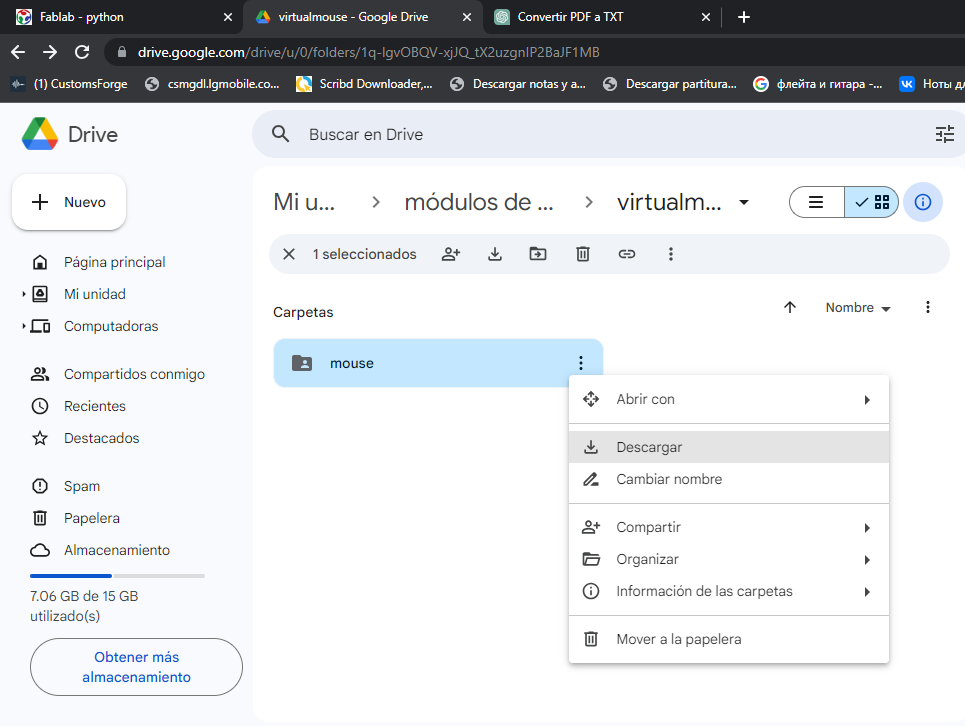 Fablab - python
virtualmouse - Google Drive
Convertir PDF a TXT
drive.google.com/drive/u/0/folders/1q-IgvOBQV-xjJQ_tX2uzgnIP2BaJF1MB
(1) CustomsForge
csmgdl.lgmobile.co...
Scribd Downloader,...
Descargar notas y a...
Descargar partitura...
флейта и гитара -...
Ноты дл
Drive
Buscar en Drive
Nuevo
Mi u...
módulos de ...
virtualm...
1 seleccionados
Página principal
Mi unidad
Computadoras
Compartidos conmigo
Recientes
Destacados
Spam
Papelera
Almacenamiento
7.06 GB de 15 GB
utilizado(s)
Obtener más
almacenamiento
Carpetas
Nombre
mouse
Abrir con
Descargar
Cambiar nombre
Compartir
Organizar
Información de las carpetas
Mover a la papelera